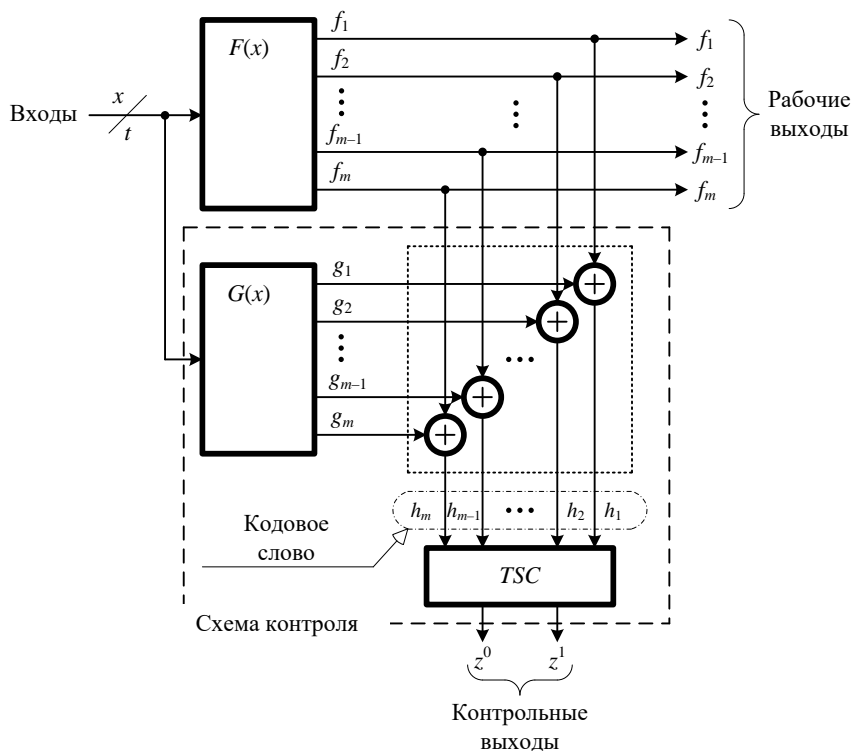 f₁
F(x)
f₁
f₂
f₂
Входы
x
t
Рабочие
выходы
fₘ₋₁
fₘ₋₁
fₘ
fₘ
g₁
G(x)
g₂
gₘ₋₁
gₘ
hₘ hₘ₋₁ ••• h₂ h₁
Кодовое
слово
TSC
Схема контроля
z⁰ z¹
Контрольные
выходы